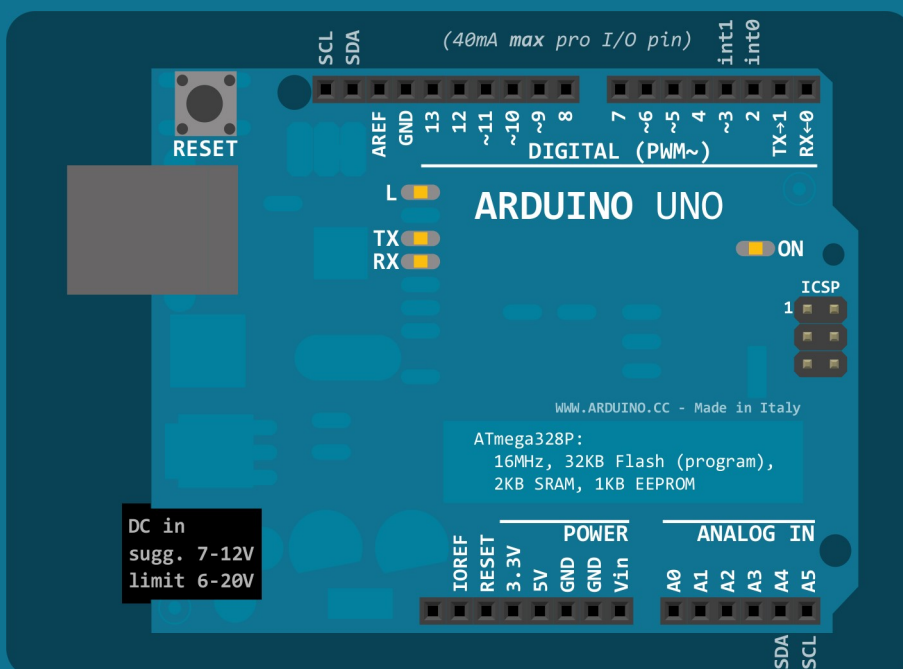 SCL
SDA
(40mA max pro I/O pin)
int1
int0
RESET
AREF
GND
13
12
~11
~10
~9
8
7
~6
~5
4
~3
2
TX→1
RX←0
DIGITAL (PWM~)
L
ARDUINO UNO
TX
RX
ON
ICSP
1
WWW.ARDUINO.CC - Made in Italy
ATmega328P:
16MHz, 32KB Flash (program),
2KB SRAM, 1KB EEPROM
DC in
sugg. 7-12V
limit 6-20V
POWER
ANALOG IN
IOREF
RESET
3.3V
5V
GND
GND
Vin
A0
A1
A2
A3
A4
A5
SDA
SCL